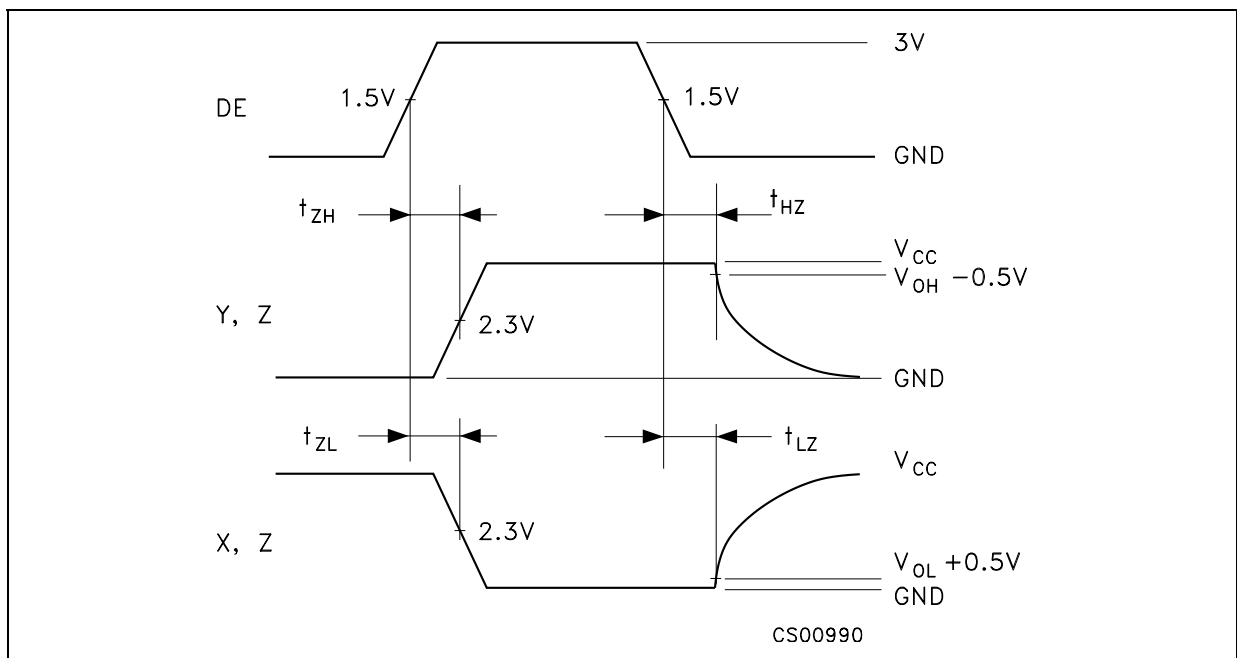 3V
1.5V
1.5V
DE
GND
tZH
tHZ
VCC
VOH -0.5V
Y, Z
2.3V
GND
tZL
tLZ
VCC
X, Z
2.3V
VOL +0.5V
GND
CS00990